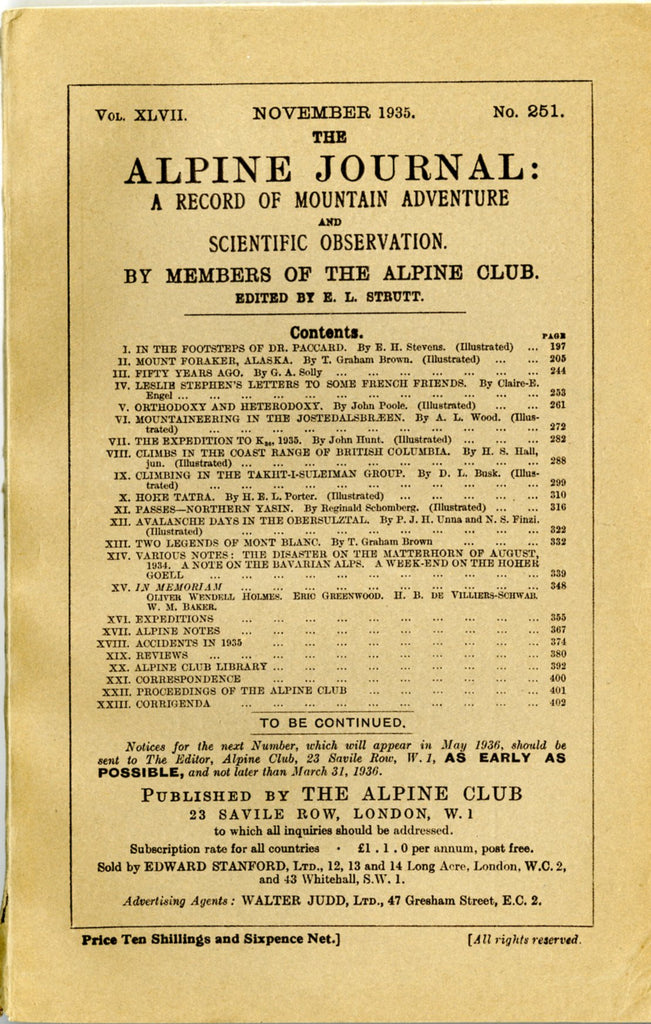 VOL. XLVII. NOVEMBER 1935. No. 251.
THE
ALPINE JOURNAL:
A RECORD OF MOUNTAIN ADVENTURE
AND
SCIENTIFIC OBSERVATION.
BY MEMBERS OF THE ALPINE CLUB.
EDITED BY E. L. STRUTT.
Contents.
PAGE
I. IN THE FOOTSTEPS OF DR. PACCARD. By E. H. Stevens. (Illustrated) ... 197
II. MOUNT FORAKER, ALASKA. By T. Graham Brown. (Illustrated) ... ... 205
III. FIFTY YEARS AGO. By G. A. Solly ... ... ... ... ... ... ... 244
IV. LESLIE STEPHEN'S LETTERS TO SOME FRENCH FRIENDS. By Claire-E.
Engel ... ... ... ... ... ... ... ... ... ... ... ... 253
V. ORTHODOXY AND HETERODOXY. By John Poole. (Illustrated) ... ... 261
VI. MOUNTAINEERING IN THE JOSTEDALSBREEN. By A. L. Wood. (Illus-
trated) ... ... ... ... ... ... ... ... ... ... ... ... 272
VII. THE EXPEDITION TO K36, 1935. By John Hunt. (Illustrated) ... ... 282
VIII. CLIMBS IN THE COAST RANGE OF BRITISH COLUMBIA. By H. S. Hall,
jun. (Illustrated) ... ... ... ... ... ... ... ... ... ... 288
IX. CLIMBING IN THE TAKHT-I-SULEIMAN GROUP. By D. L. Busk. (Illus-
trated) ... ... ... ... ... ... ... ... ... ... ... ... 299
X. HOHE TATRA. By H. E. L. Porter. (Illustrated) ... ... ... ... ... 310
XI. PASSES—NORTHERN YASIN. By Reginald Schomberg. (Illustrated) ... ... 316
XII. AVALANCHE DAYS IN THE OBERSULZTAL. By P. J. H. Unna and N. S. Finzi.
(Illustrated) ... ... ... ... ... ... ... ... ... ... ... 322
XIII. TWO LEGENDS OF MONT BLANC. By T. Graham Brown ... ... ... 332
XIV. VARIOUS NOTES: THE DISASTER ON THE MATTERHORN OF AUGUST,
1934. A NOTE ON THE BAVARIAN ALPS. A WEEK-END ON THE HOHER
GOELL ... ... ... ... ... ... ... ... ... ... ... ... 339
XV. IN MEMORIAM ... ... ... ... ... ... ... ... ... ... 348
OLIVER WENDELL HOLMES. ERIC GREENWOOD. H. B. DE VILLIERS-SCHWAB.
W. M. BAKER.
XVI. EXPEDITIONS ... ... ... ... ... ... ... ... ... ... 355
XVII. ALPINE NOTES ... ... ... ... ... ... ... ... ... ... 367
XVIII. ACCIDENTS IN 1935 ... ... ... ... ... ... ... ... ... 374
XIX. REVIEWS ... ... ... ... ... ... ... ... ... ... ... 380
XX. ALPINE CLUB LIBRARY ... ... ... ... ... ... ... ... ... 392
XXI. CORRESPONDENCE ... ... ... ... ... ... ... ... ... 400
XXII. PROCEEDINGS OF THE ALPINE CLUB ... ... ... ... ... ... 401
XXIII. CORRIGENDA ... ... ... ... ... ... ... ... ... ... 402
TO BE CONTINUED.
Notices for the next Number, which will appear in May 1936, should be
sent to The Editor, Alpine Club, 23 Savile Row, W. 1, AS EARLY AS
POSSIBLE, and not later than March 31, 1936.
PUBLISHED BY THE ALPINE CLUB
23 SAVILE ROW, LONDON, W. 1
to which all inquiries should be addressed.
Subscription rate for all countries · £1 . 1 . 0 per annum, post free.
Sold by EDWARD STANFORD, LTD., 12, 13 and 14 Long Acre, London, W.C. 2,
and 43 Whitehall, S.W. 1.
Advertising Agents: WALTER JUDD, LTD., 47 Gresham Street, E.C. 2.
Price Ten Shillings and Sixpence Net.] [All rights reserved.